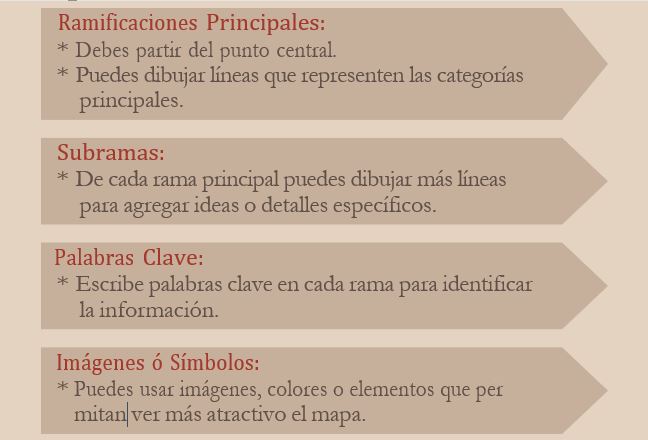 Ramificaciones Principales:
* Debes partir del punto central.
* Puedes dibujar líneas que representen las categorías
principales.
Subramas:
* De cada rama principal puedes dibujar más líneas
para agregar ideas o detalles específicos.
Palabras Clave:
* Escribe palabras clave en cada rama para identificar
la información.
Imágenes ó Símbolos:
* Puedes usar imágenes, colores o elementos que per
mitan ver más atractivo el mapa.